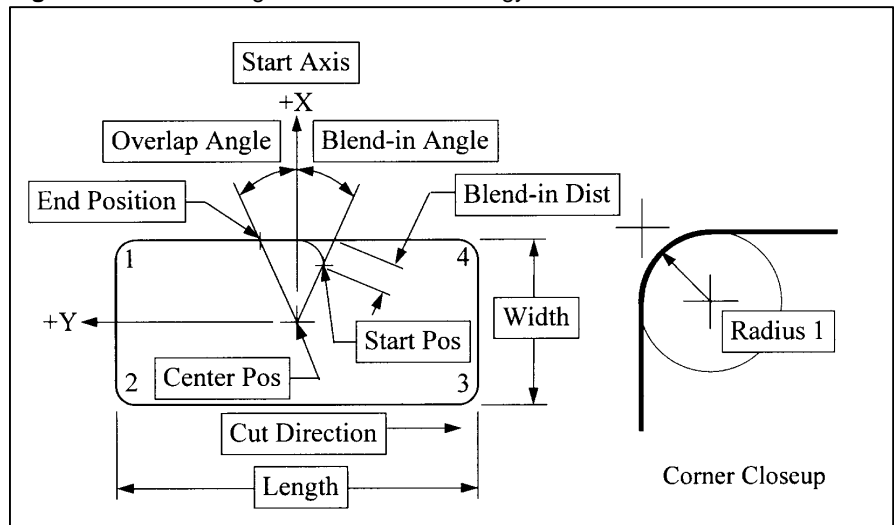 Start Axis
+X
Overlap Angle
Blend-in Angle
End Position
Blend-in Dist
1
4
+Y
Width
Start Pos
Radius 1
Center Pos
2
3
Cut Direction
Length
Corner Closeup